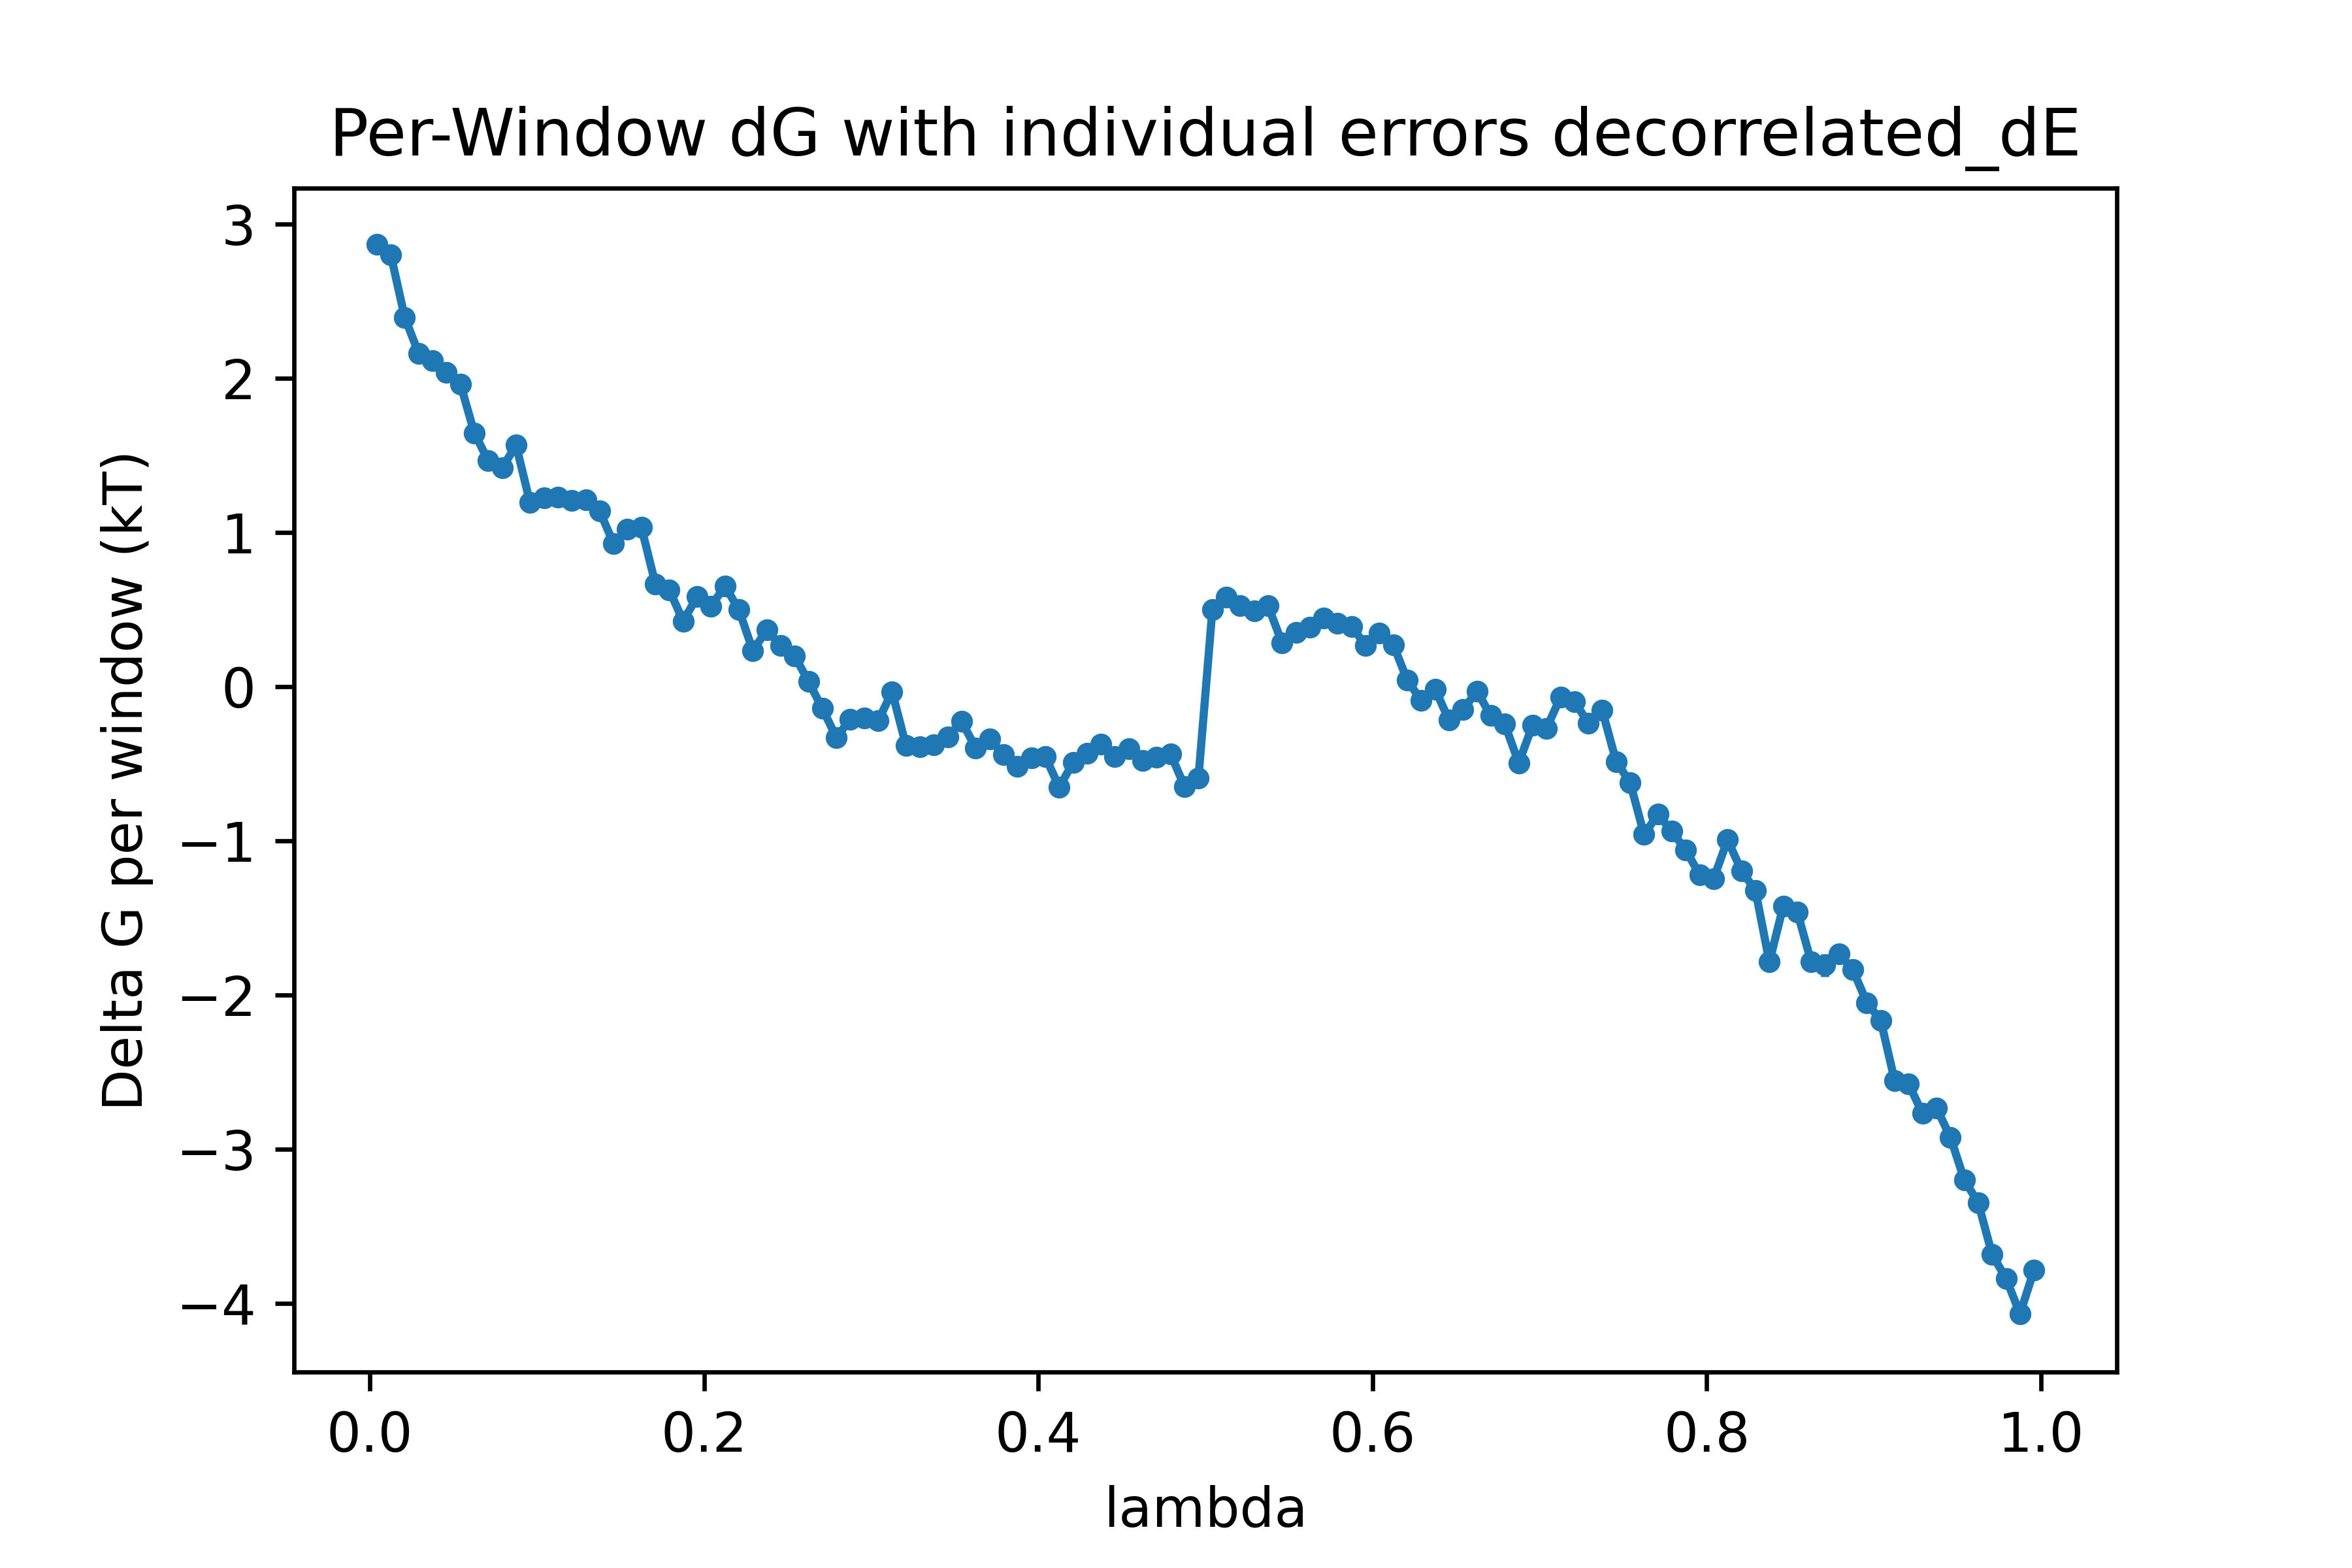 Per-Window dG with individual errors decorrelated_dE
Delta G per window (kT)
3
2
1
0
−1
−2
−3
−4
0.0 0.2 0.4 0.6 0.8 1.0
lambda